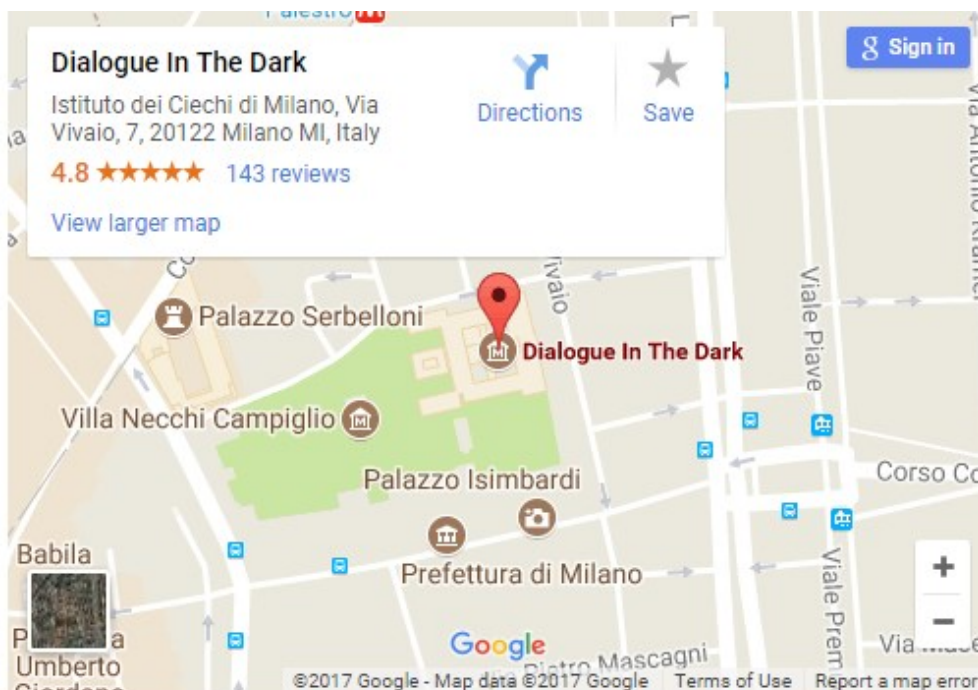 Palestro
Dialogue In The Dark
Istituto dei Ciechi di Milano, Via
Vivaio, 7, 20122 Milano MI, Italy
4.8 ★★★★★ 143 reviews
View larger map
Directions
Save
g Sign in
Vivaio
Palazzo Serbelloni
Dialogue In The Dark
Viale Piave
Villa Necchi Campiglio
Palazzo Isimbardi
Corso Co
Prefettura di Milano
Babila
Viale Prem
Umberto
Giordano
Google
Via Pietro Mascagni
+
−
©2017 Google - Map data ©2017 Google Terms of Use Report a map error